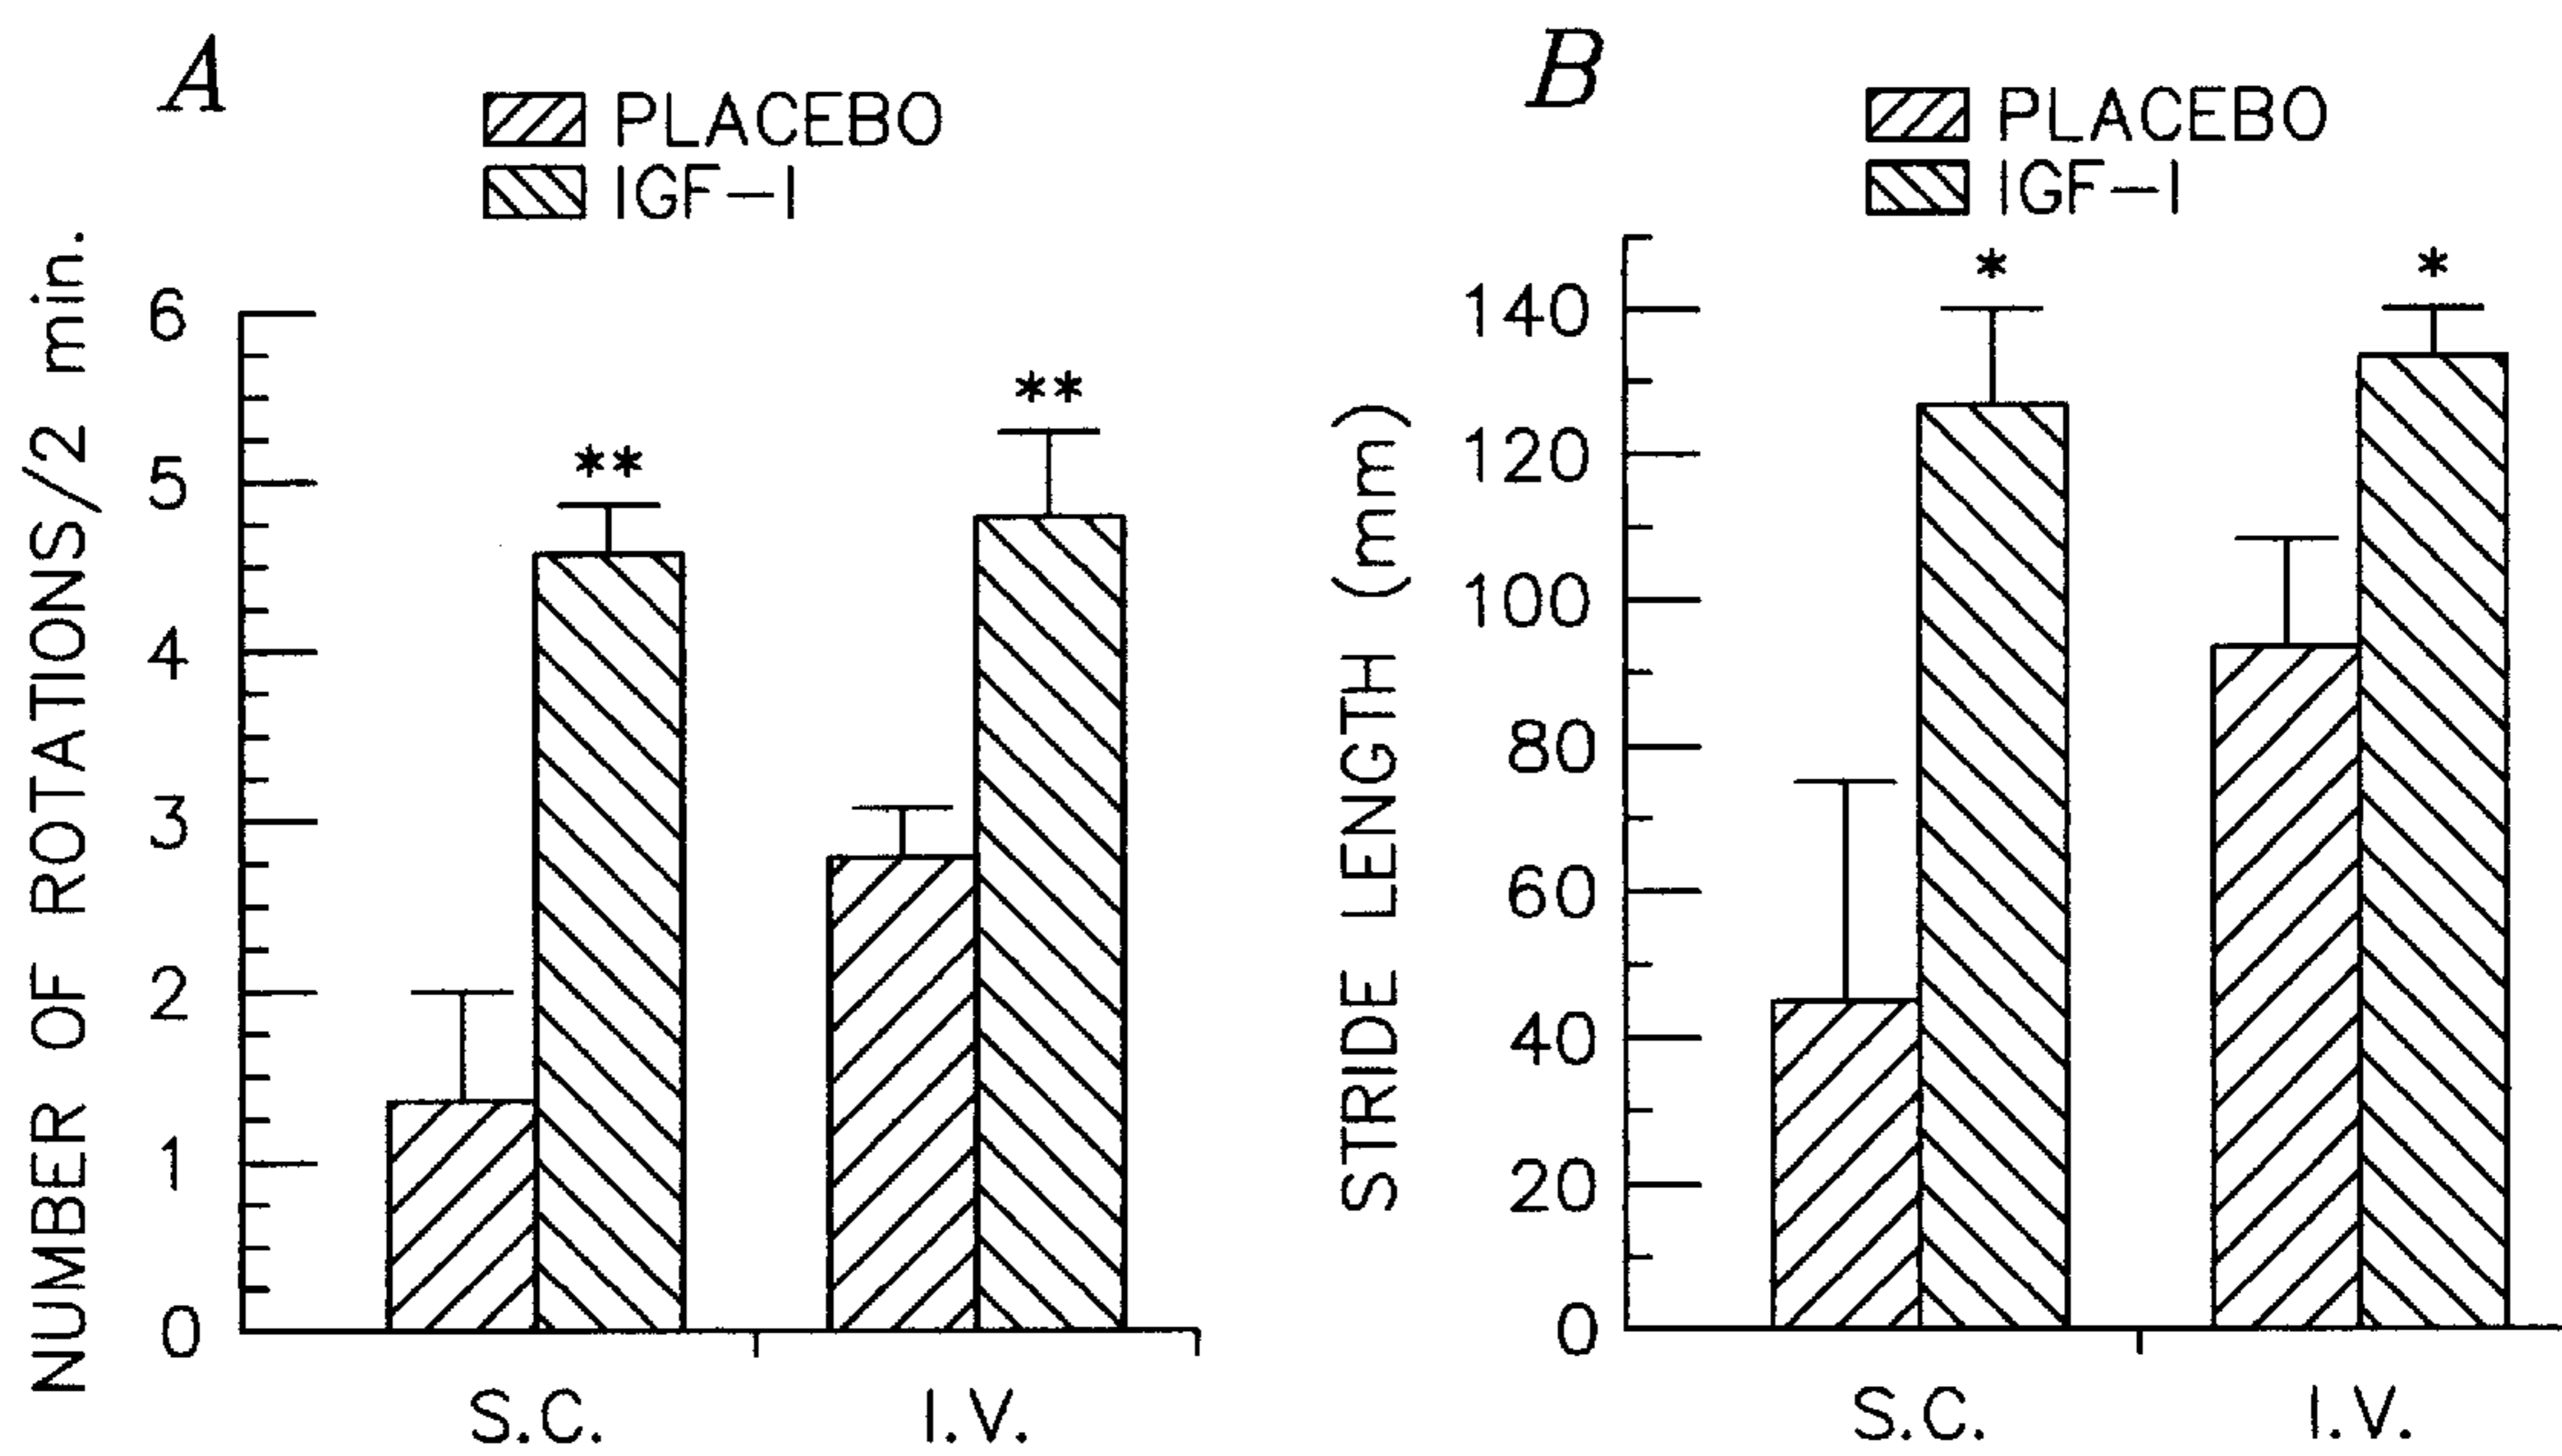 A
PLACEBO
IGF-I
NUMBER OF ROTATIONS/2 min.
6
5
4
3
2
1
0
**
**
S.C.
I.V.
B
PLACEBO
IGF-I
STRIDE LENGTH (mm)
140
120
100
80
60
40
20
0
*
*
S.C.
I.V.